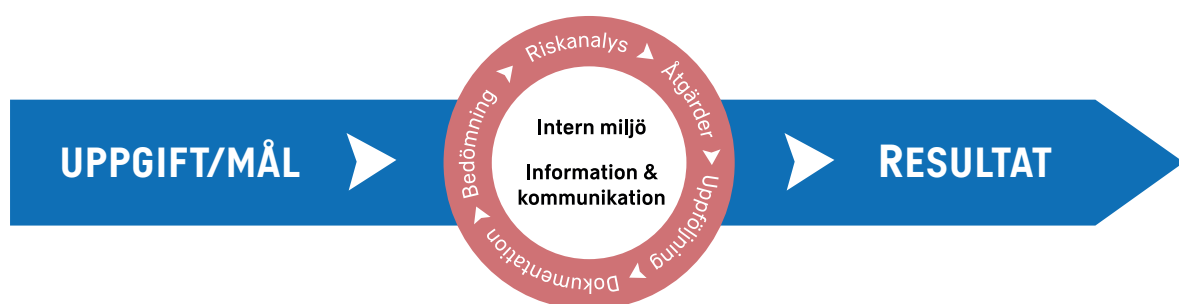 UPPGIFT/MÅL
Bedömning
Riskanalys
Åtgärder
Uppföljning
Dokumentation
Intern miljö
Information &
kommunikation
RESULTAT